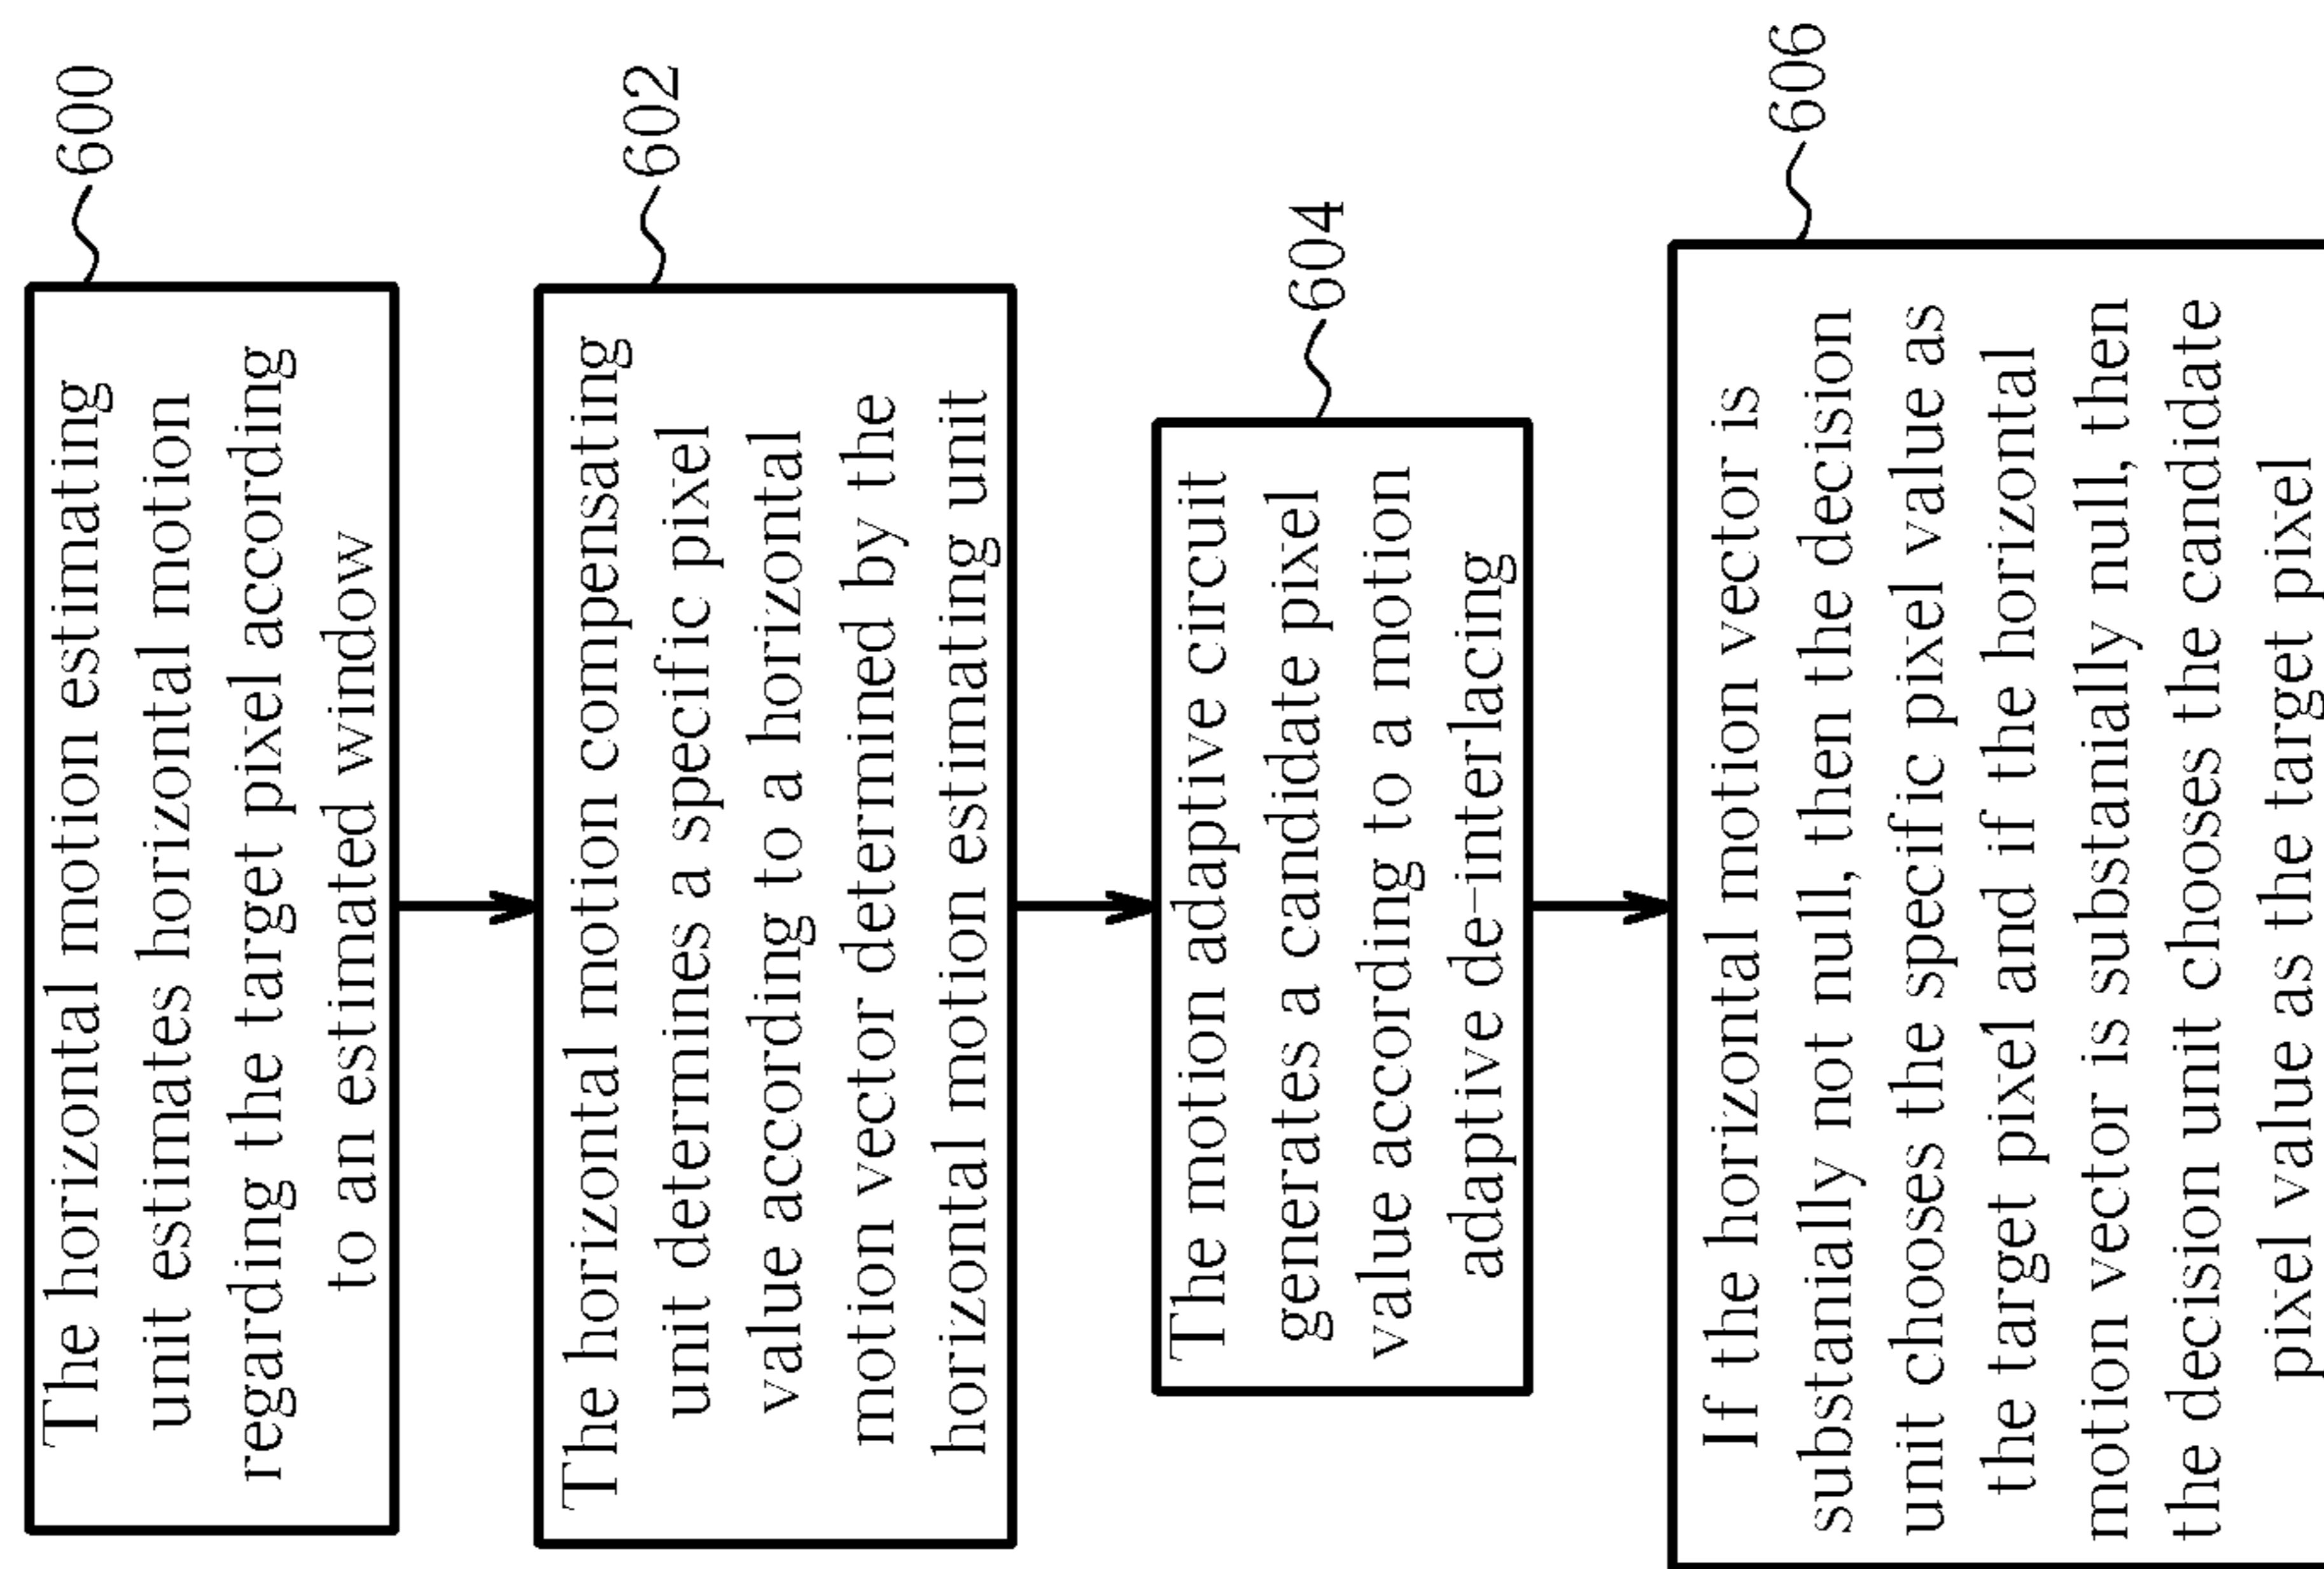 600
The horizontal motion estimating
unit estimates horizontal motion
regarding the target pixel according
to an estimated window
602
The horizontal motion compensating
unit determines a specific pixel
value according to a horizontal
motion vector determined by the
horizontal motion estimating unit
604
The motion adaptive circuit
generates a candidate pixel
value according to a motion
adaptive de-interlacing
606
If the horizontal motion vector is
substanially not null, then the decision
unit chooses the specific pixel value as
the target pixel and if the horizontal
motion vector is substanially null, then
the decision unit chooses the candidate
pixel value as the target pixel